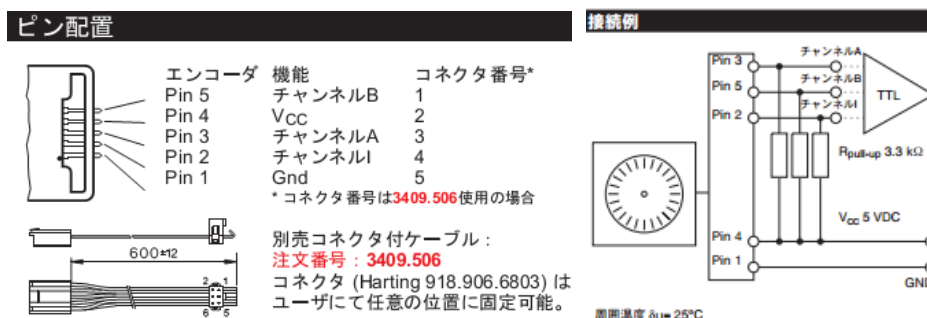 ピン配置
エンコーダ 機能 コネクタ番号*
Pin 5 チャンネルB 1
Pin 4 VCC 2
Pin 3 チャンネルA 3
Pin 2 チャンネルI 4
Pin 1 Gnd 5
* コネクタ番号は3409.506使用の場合
別売コネクタ付ケーブル：
注文番号：3409.506
コネクタ (Harting 918.906.6803) は
ユーザにて任意の位置に固定可能。
600±12
2 1
6 5
接続例
Pin 3 チャンネルA
Pin 5 チャンネルB
Pin 2 チャンネルI
TTL
Rpull-up 3.3 kΩ
VCC 5 VDC
Pin 4
Pin 1
GND
周囲温度 δu= 25°C